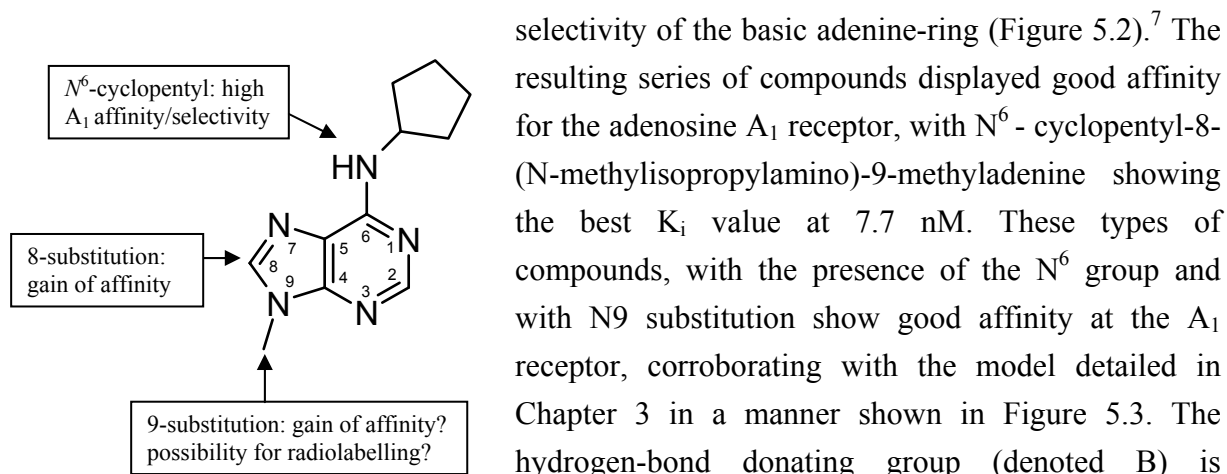 N⁶-cyclopentyl: high
A₁ affinity/selectivity
HN
N
7
5
6
1
N
8
9
4
2
N
3
N
8-substitution:
gain of affinity
9-substitution: gain of affinity?
possibility for radiolabelling?
selectivity of the basic adenine-ring (Figure 5.2).⁷ The
resulting series of compounds displayed good affinity
for the adenosine A₁ receptor, with N⁶ - cyclopentyl-8-
(N-methylisopropylamino)-9-methyladenine showing
the best Kᵢ value at 7.7 nM. These types of
compounds, with the presence of the N⁶ group and
with N9 substitution show good affinity at the A₁
receptor, corroborating with the model detailed in
Chapter 3 in a manner shown in Figure 5.3. The
hydrogen-bond donating group (denoted B) is